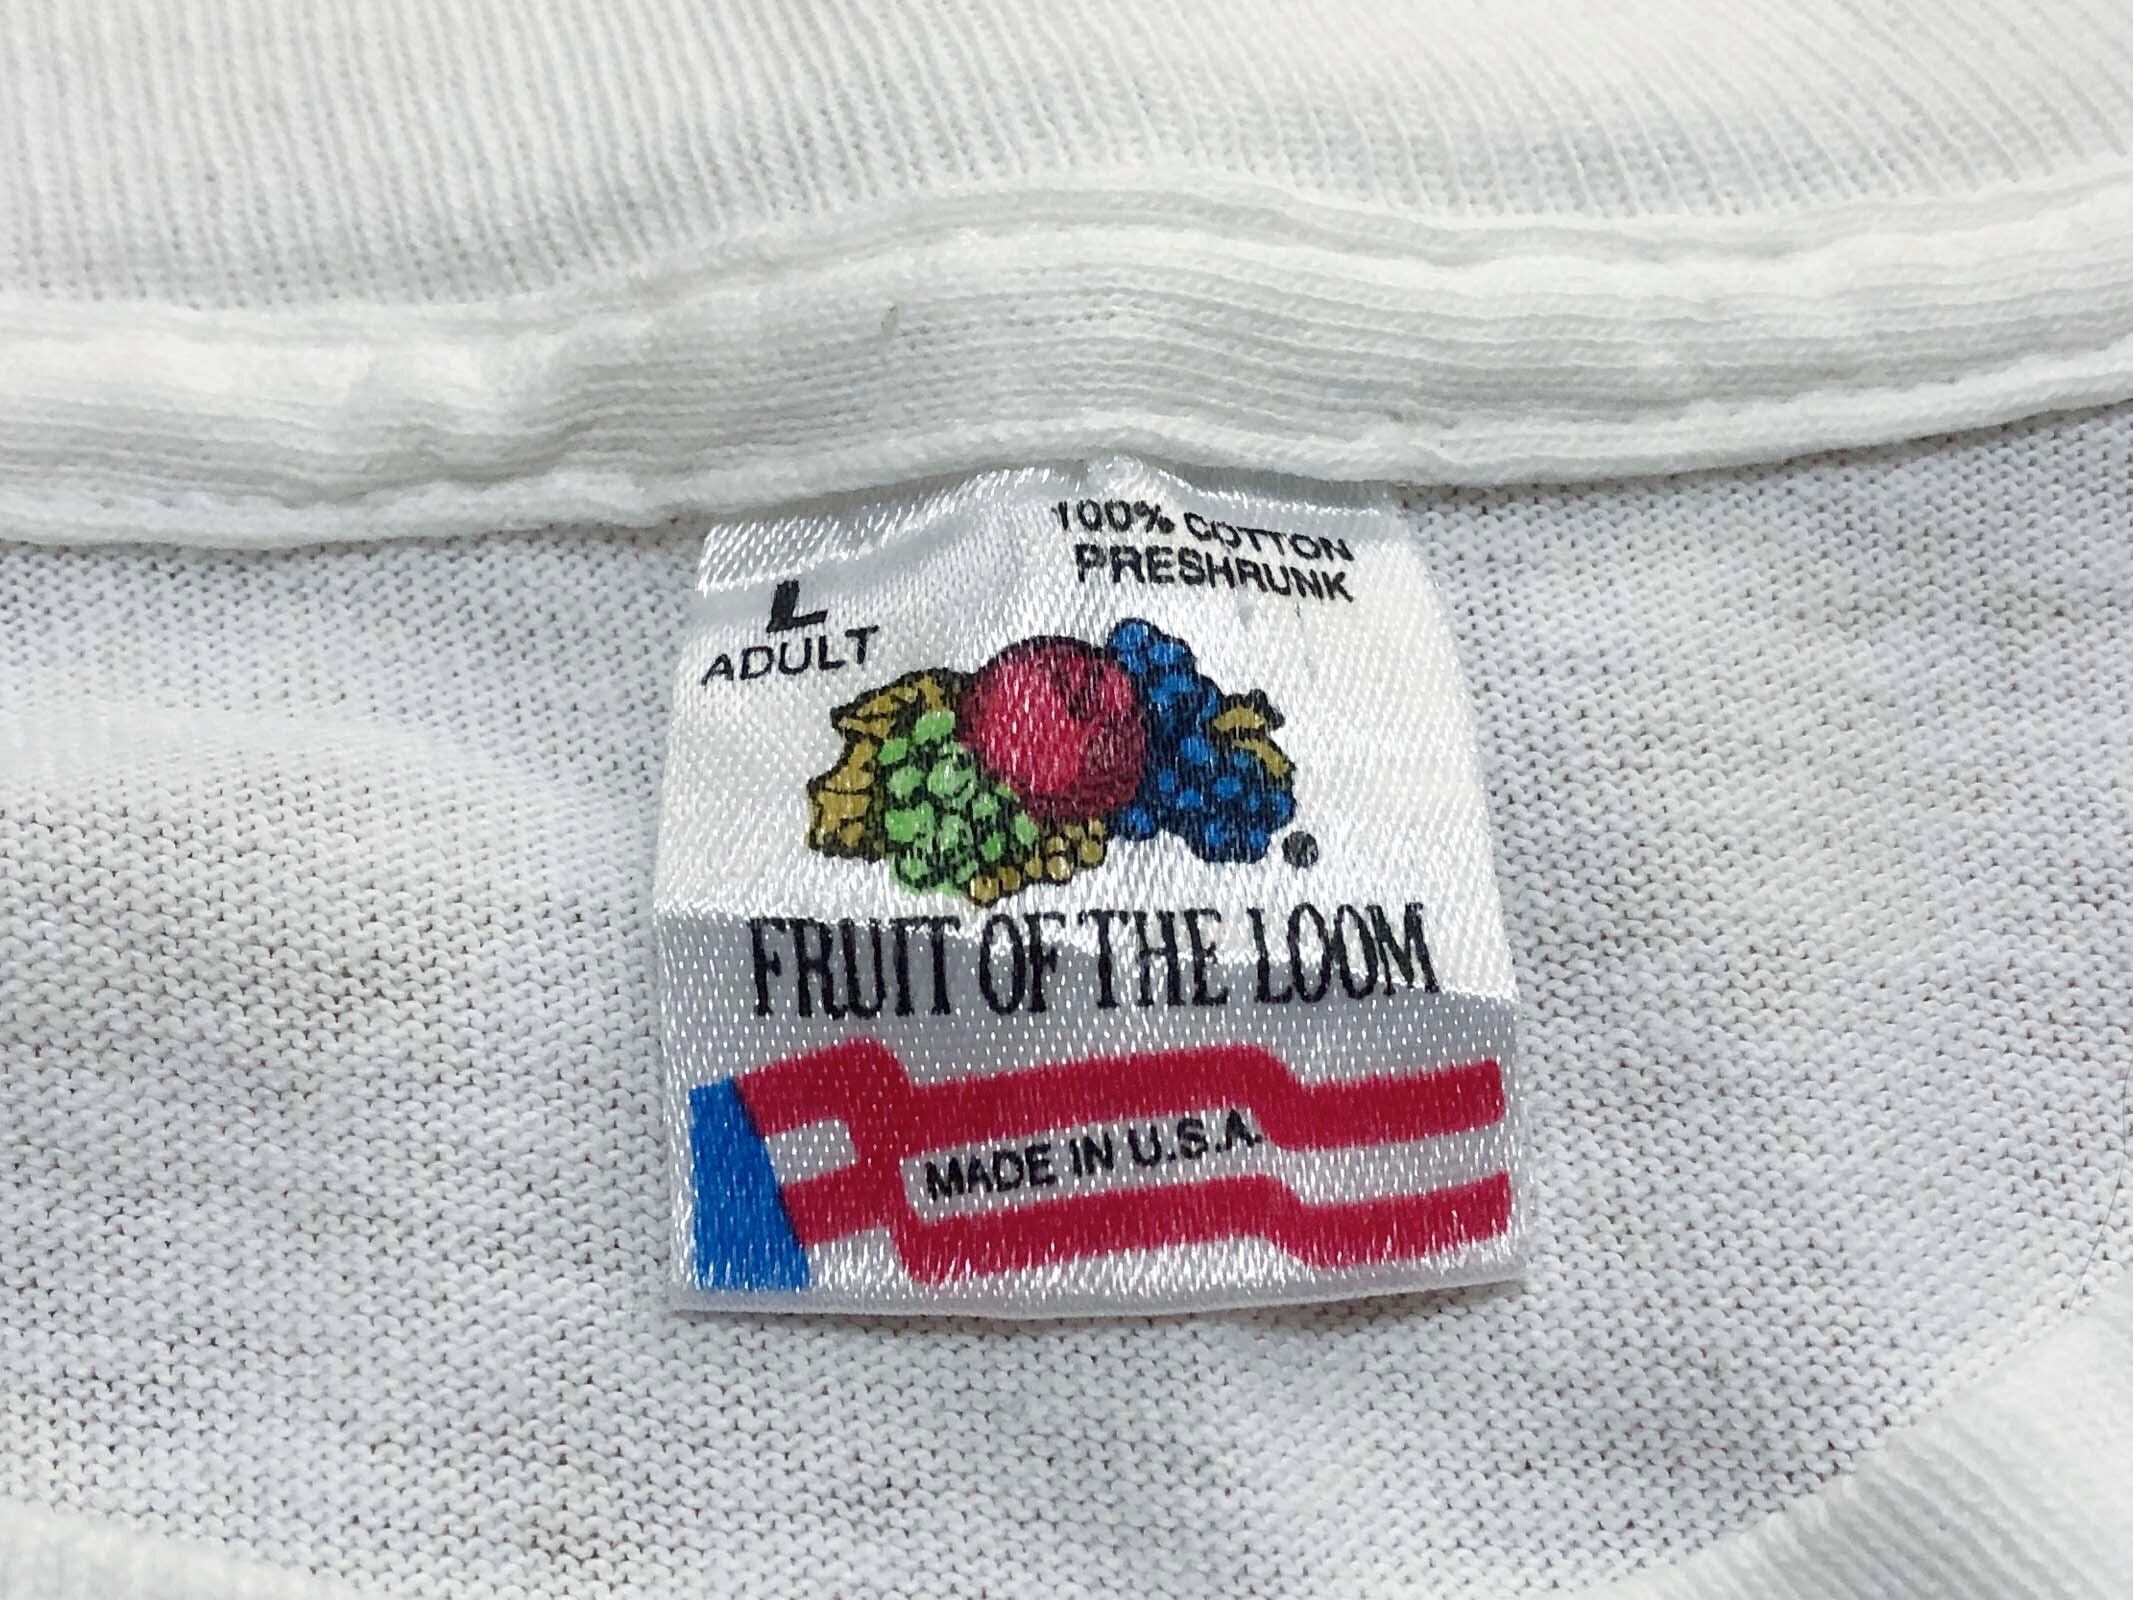 100% COTTON
PRESHRUNK
L
ADULT
FRUIT OF THE LOOM
MADE IN U.S.A.